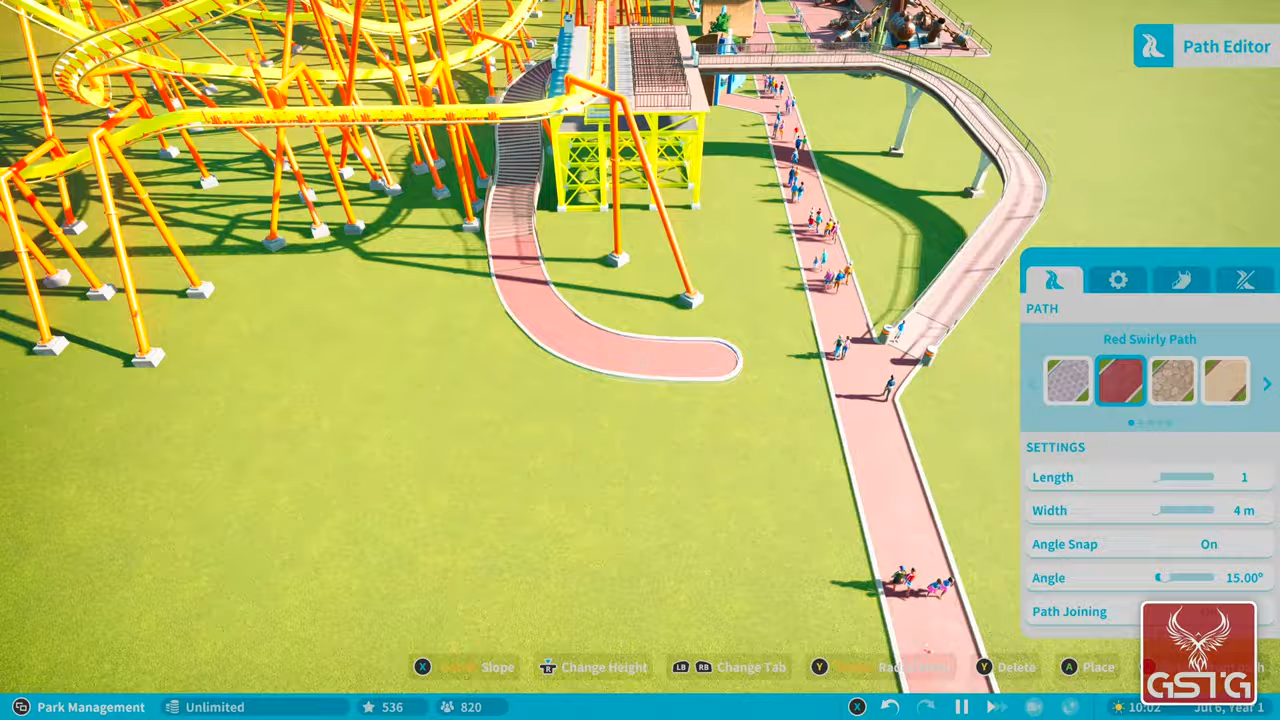 Path Editor
PATH
Red Swirly Path
SETTINGS
Length 1
Width 4 m
Angle Snap On
Angle 15.00°
Path Joining
X Slope
R Change Height
LB RB Change Tab
Y
Y Delete
A Place
GSTG
Park Management
Unlimited
536
820
X
10:02
Jul 6, Year 1